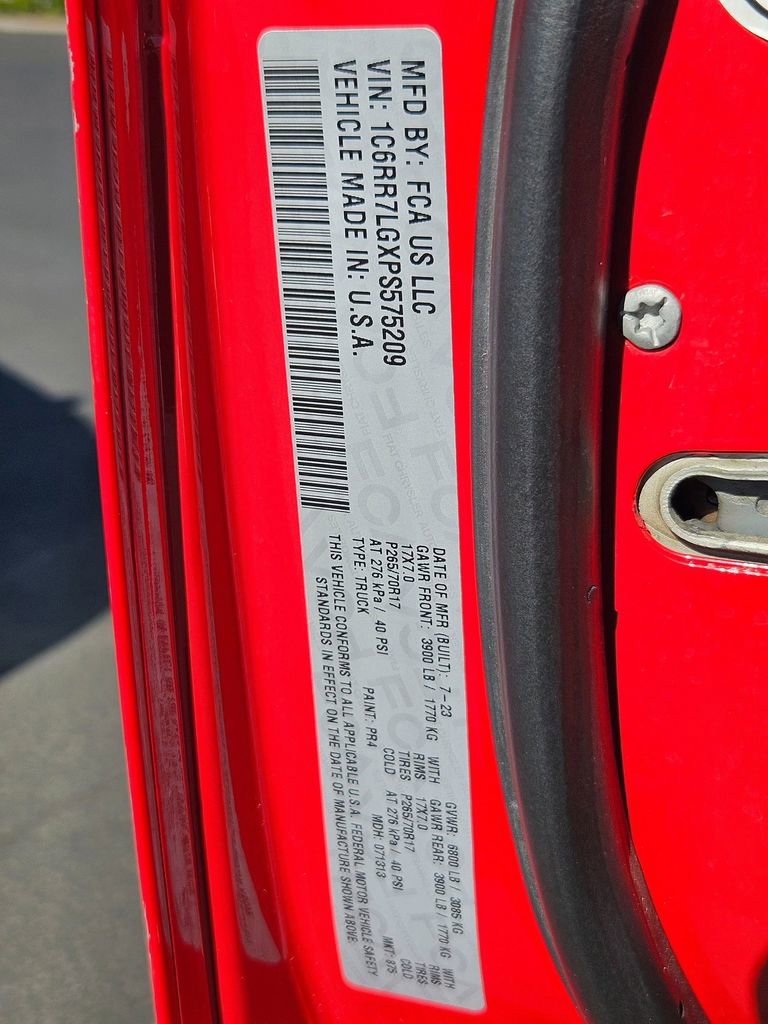 MFD BY: FCA US LLC
VIN: 1C6RR7LGXPS575209
VEHICLE MADE IN: U.S.A.
DATE OF MFR (BUILT): 7-23 GVWR: 6800 LB / 3085 KG
GAWR FRONT: 3900 LB / 1770 KG WITH GAWR REAR: 3900 LB / 1770 KG WITH
17X7.0 RIMS 17X7.0 RIMS
P265/70R17 TIRES P265/70R17 TIRES
AT 276 kPa / 40 PSI COLD AT 276 kPa / 40 PSI COLD
TYPE: TRUCK PAINT: PR4 MDH: 071313 MKT: 875
THIS VEHICLE CONFORMS TO ALL APPLICABLE U.S.A. FEDERAL MOTOR VEHICLE SAFETY
STANDARDS IN EFFECT ON THE DATE OF MANUFACTURE SHOWN ABOVE.